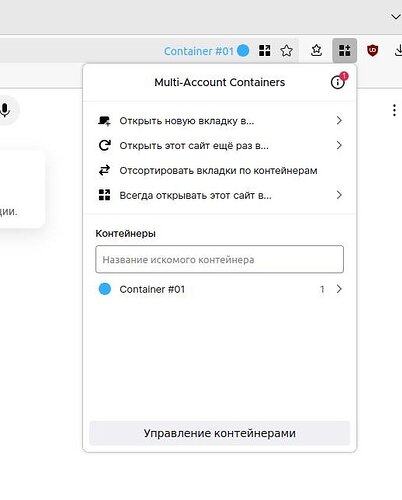 Container #01
Multi-Account Containers
1
Открыть новую вкладку в...
Открыть этот сайт ещё раз в...
Отсортировать вкладки по контейнерам
Всегда открывать этот сайт в...
ции.
Контейнеры
Название искомого контейнера
Container #01 1
Управление контейнерами